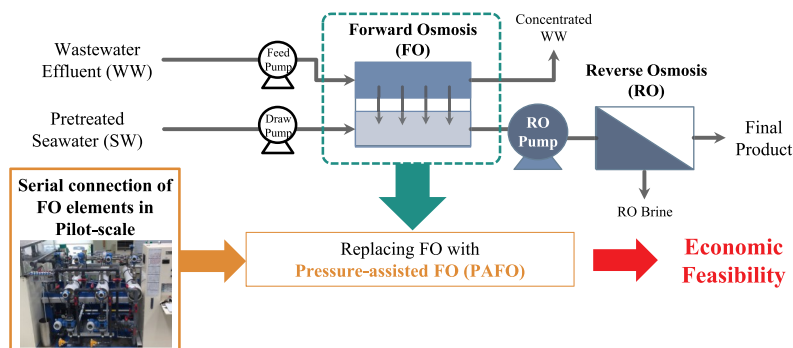 Wastewater
Effluent (WW)
Feed
Pump
Forward Osmosis
(FO)
Concentrated
WW
Pretreated
Seawater (SW)
Draw
Pump
RO
Pump
Reverse Osmosis
(RO)
Final
Product
RO Brine
Serial connection of
FO elements in
Pilot-scale
Replacing FO with
Pressure-assisted FO (PAFO)
Economic
Feasibility